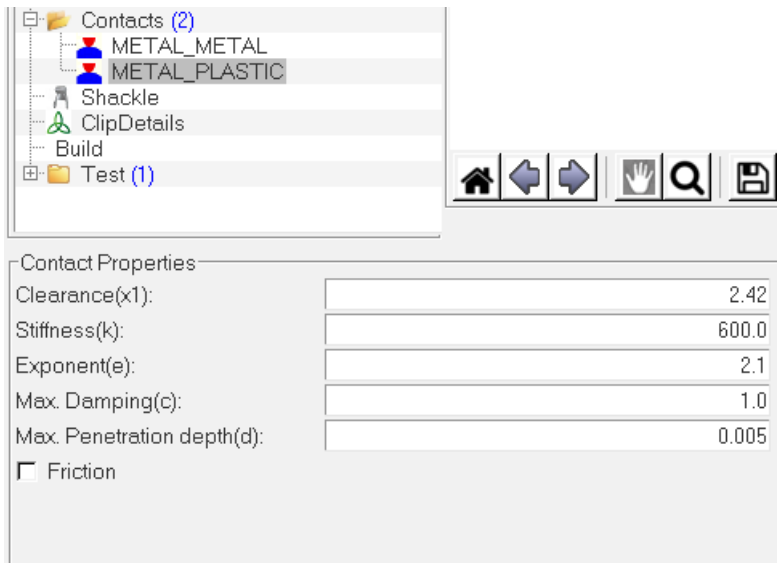 Contacts (2)
METAL_METAL
METAL_PLASTIC
Shackle
ClipDetails
Build
Test (1)
Contact Properties
Clearance(x1): 2.42
Stiffness(k): 600.0
Exponent(e): 2.1
Max. Damping(c): 1.0
Max. Penetration depth(d): 0.005
Friction